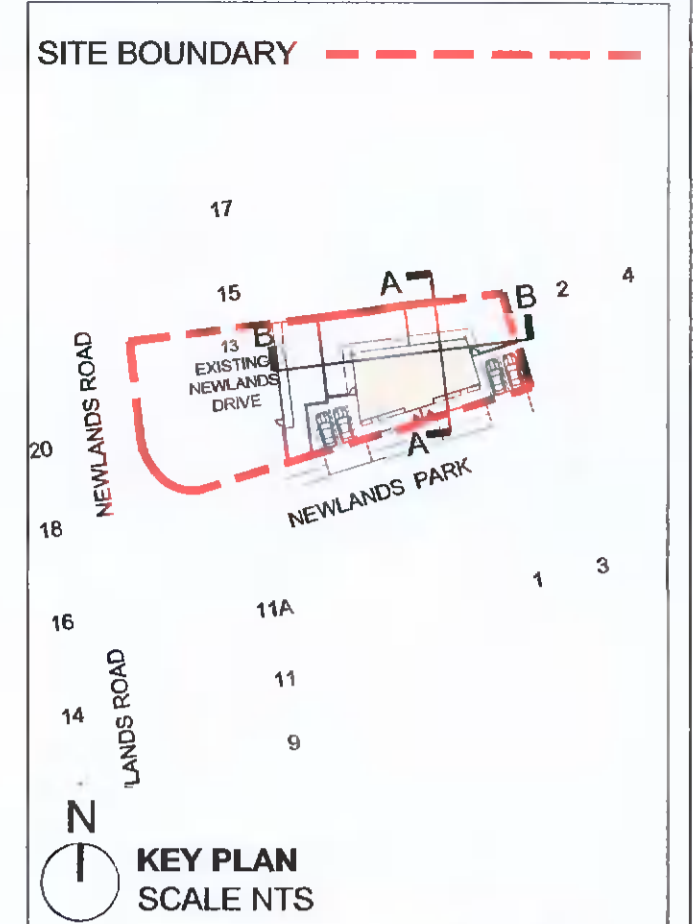 SITE BOUNDARY
17
A
B
2
4
15
B
13
EXISTING
NEWLANDS
DRIVE
NEWLANDS ROAD
20
A
NEWLANDS PARK
18
1
3
16
11A
LANDS ROAD
11
14
9
N
KEY PLAN
SCALE NTS